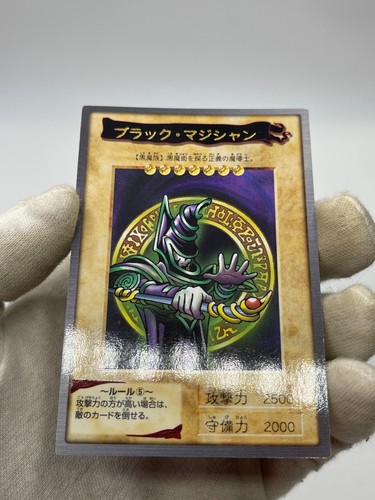 ブラック・マジシャン
【黒魔族】黒魔術を操る正義の魔導士。
～ルール⑤～
攻撃力の方が高い場合は、
敵のカードを倒せる。
攻撃力 2500
守備力 2000